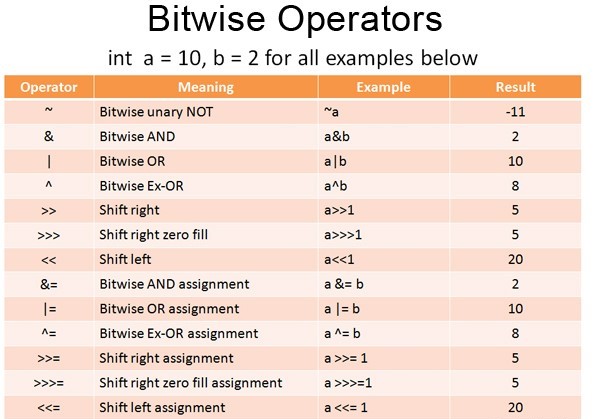 Bitwise Operators
int a = 10, b = 2 for all examples below
Operator Meaning Example Result
~ Bitwise unary NOT ~a -11
& Bitwise AND a&b 2
| Bitwise OR a|b 10
^ Bitwise Ex-OR a^b 8
>> Shift right a>>1 5
>>> Shift right zero fill a>>>1 5
<< Shift left a<<1 20
&= Bitwise AND assignment a &= b 2
|= Bitwise OR assignment a |= b 10
^= Bitwise Ex-OR assignment a ^= b 8
>>= Shift right assignment a >>= 1 5
>>>= Shift right zero fill assignment a >>>=1 5
<<= Shift left assignment a <<= 1 20